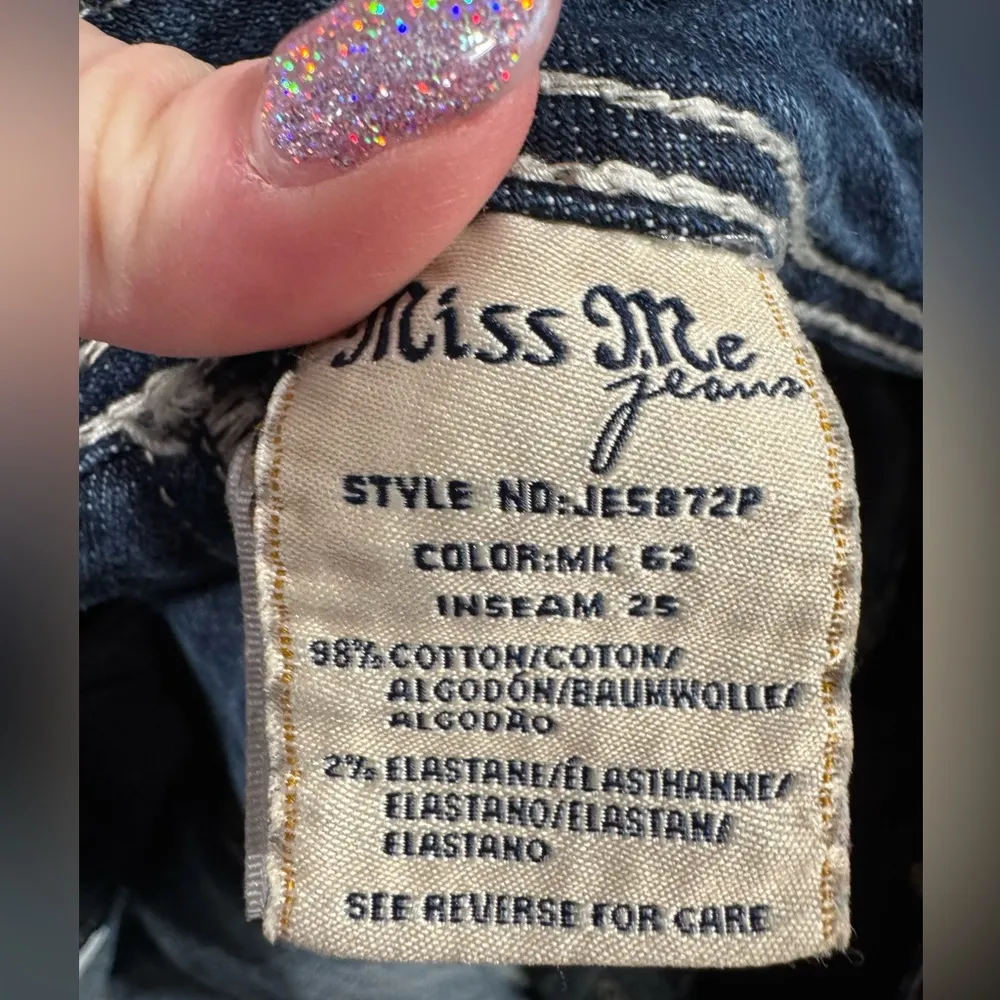 Miss Me
jeans
STYLE NO:JE5872P
COLOR:MK 62
INSEAM 25
98% COTTON/COTON/
ALGODÓN/BAUMWOLLE/
ALGODÃO
2% ELASTANE/ÉLASTHANNE/
ELASTANO/ELASTAN/
ELASTANO
SEE REVERSE FOR CARE